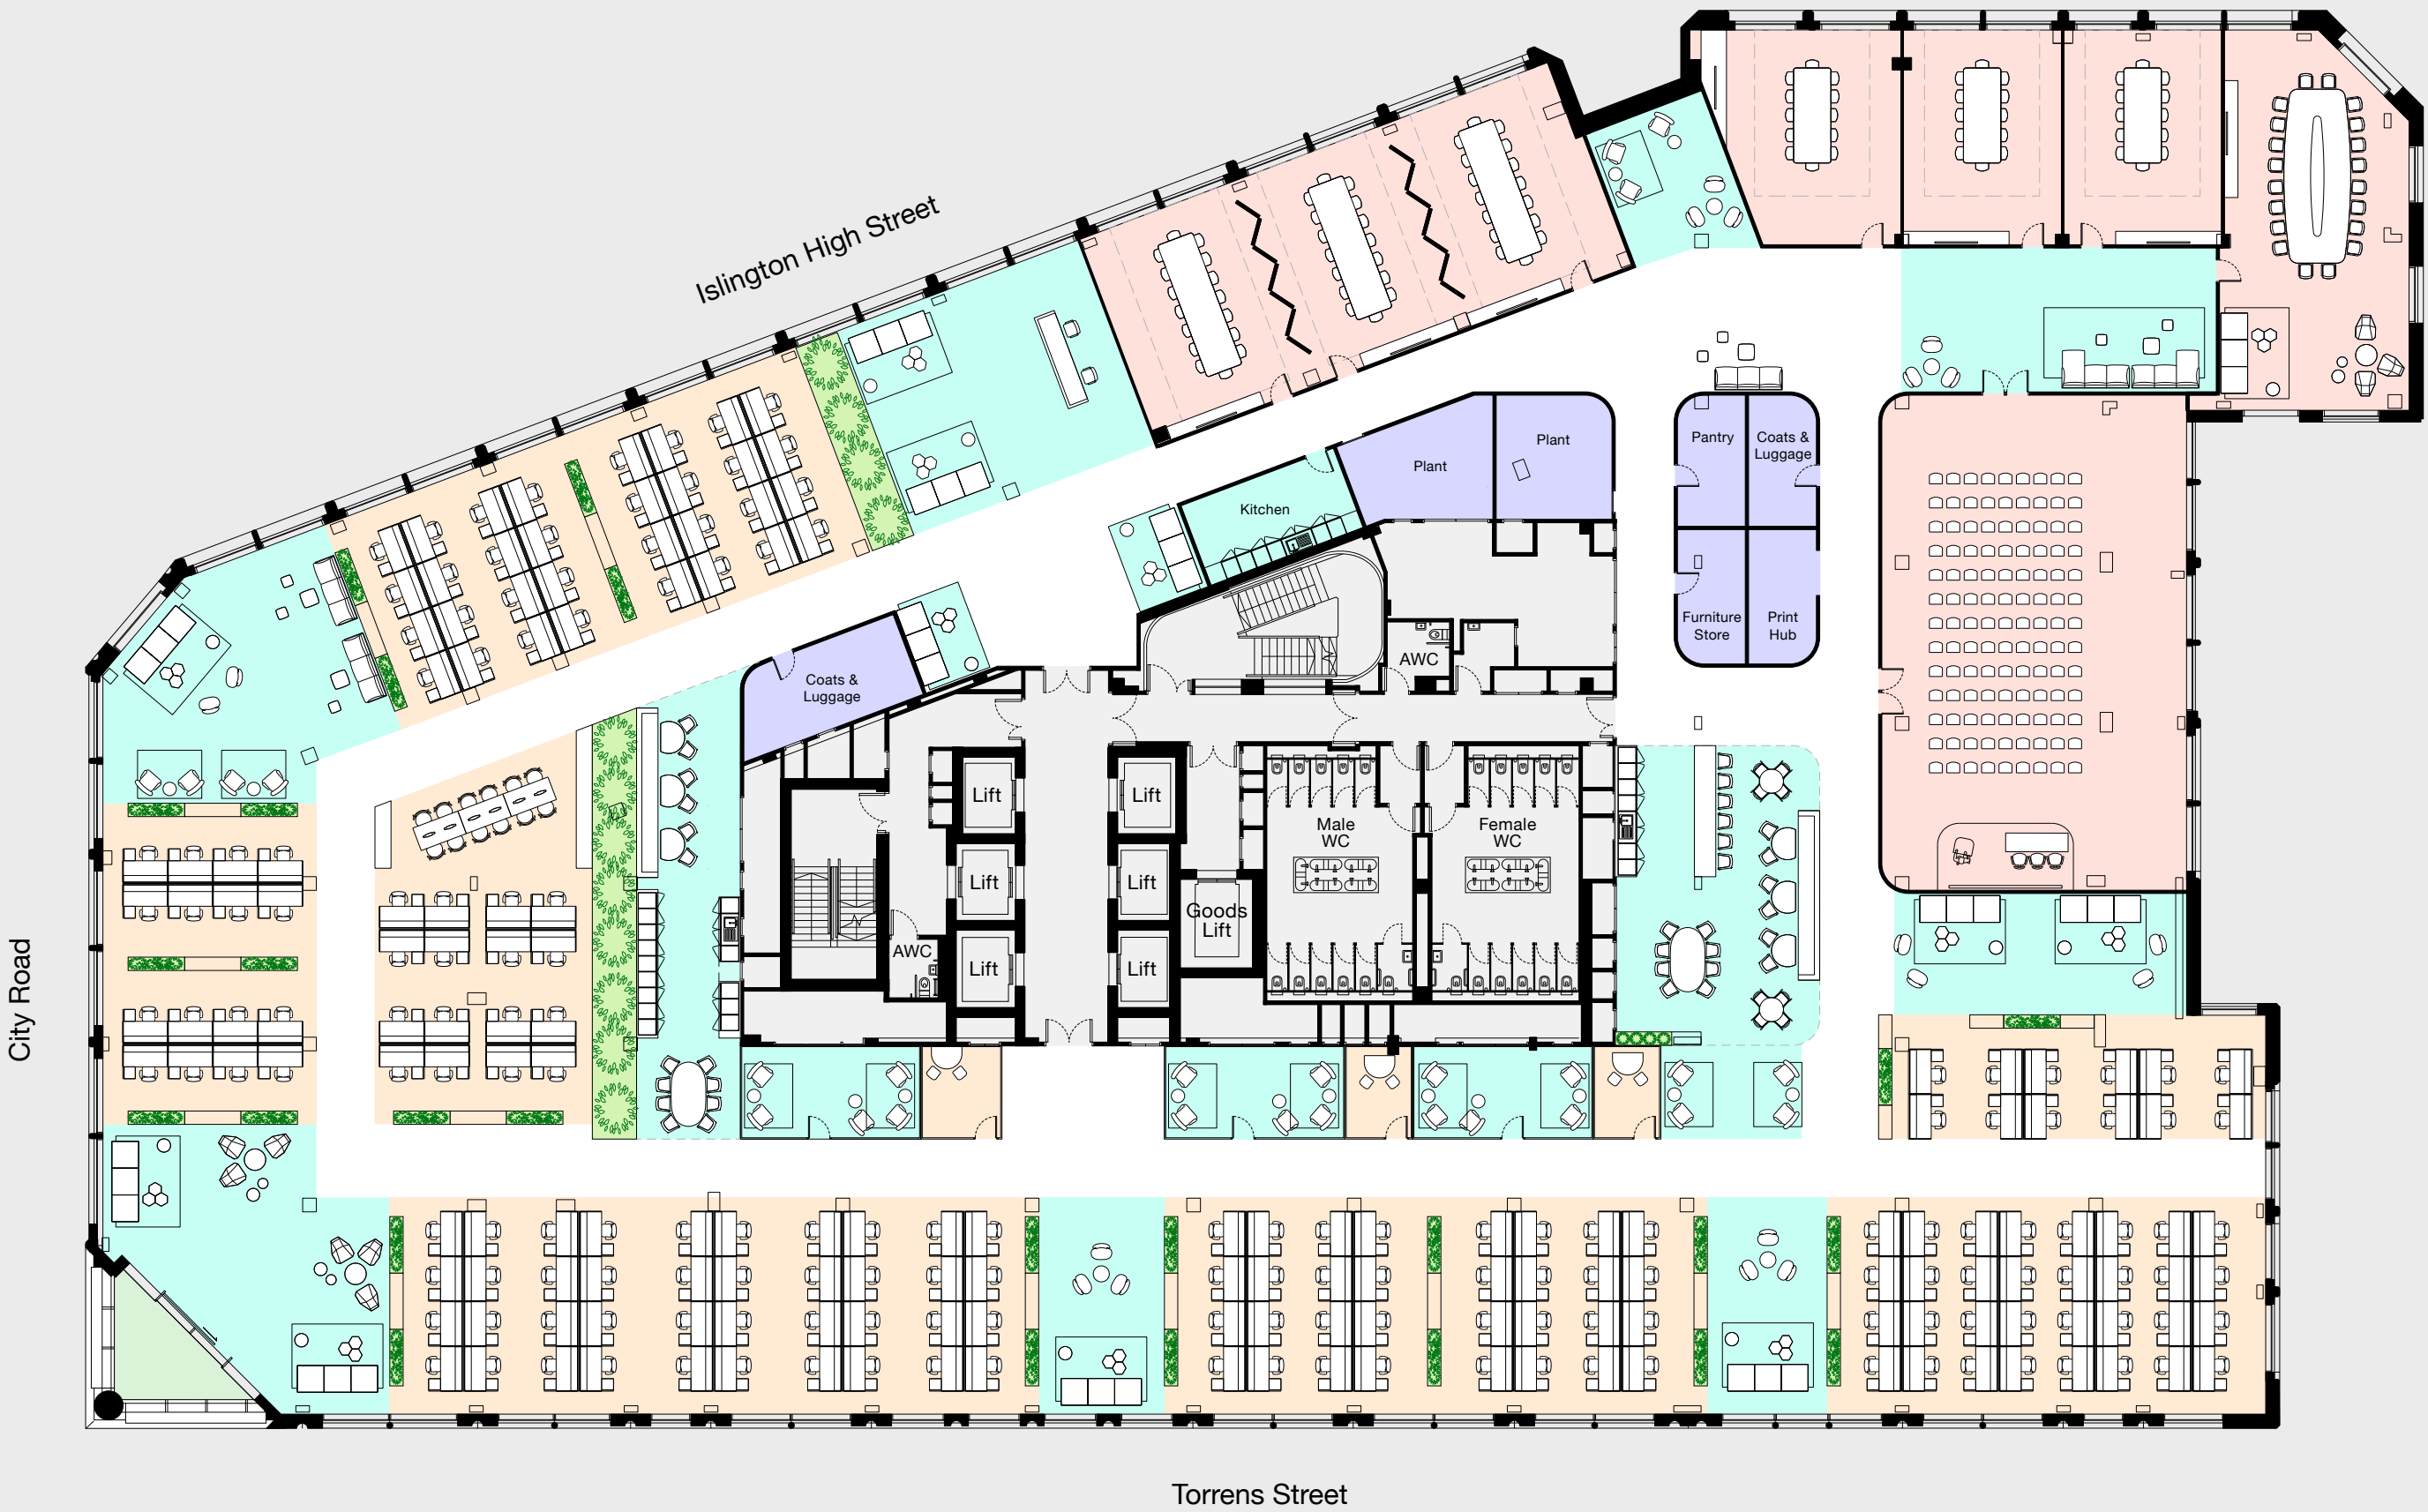 Islington High Street
Pantry
Coats &
Luggage
Plant
Plant
Kitchen
Furniture
Store
Print
Hub
AWC
Coats &
Luggage
Lift
Lift
Male
WC
Female
WC
Lift
Lift
Goods
Lift
AWC
Lift
Lift
City Road
Torrens Street